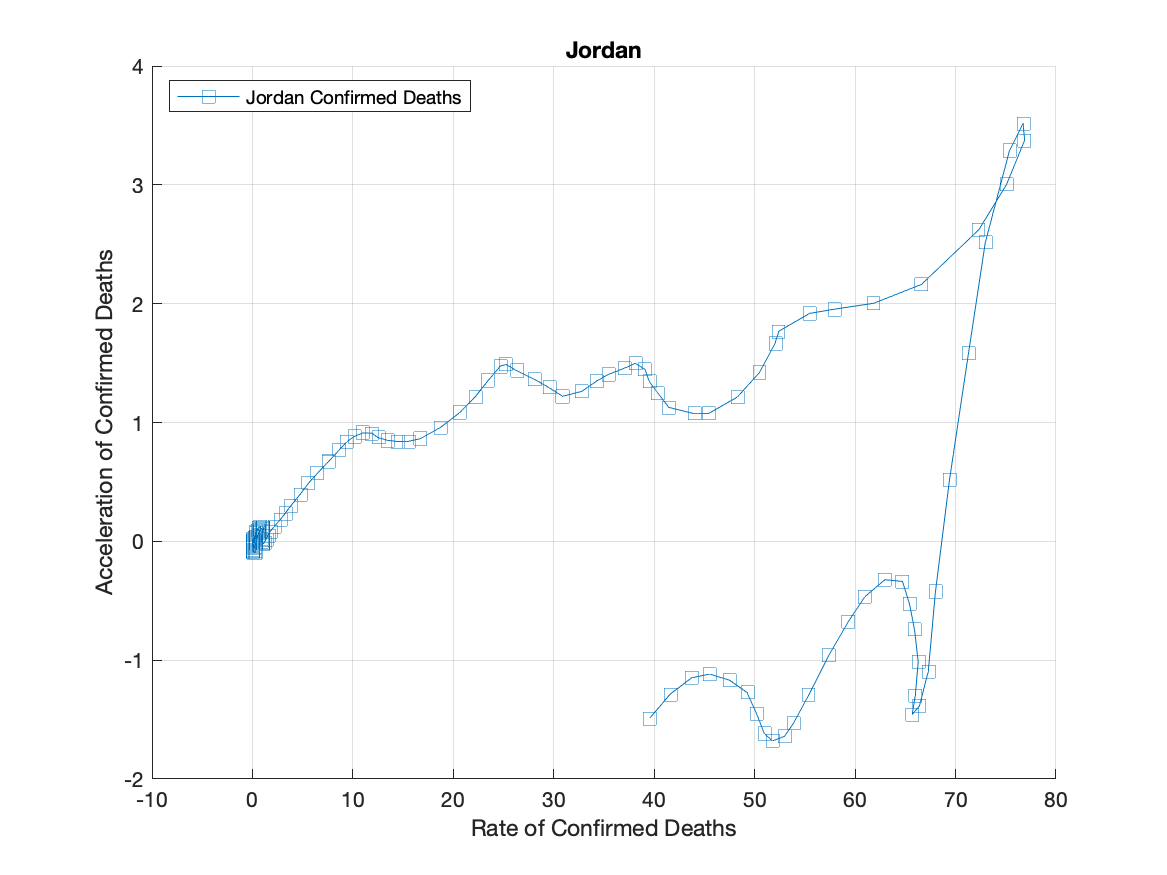 Jordan
Jordan Confirmed Deaths
4
3
2
1
0
-1
-2
Acceleration of Confirmed Deaths
-10 0 10 20 30 40 50 60 70 80
Rate of Confirmed Deaths